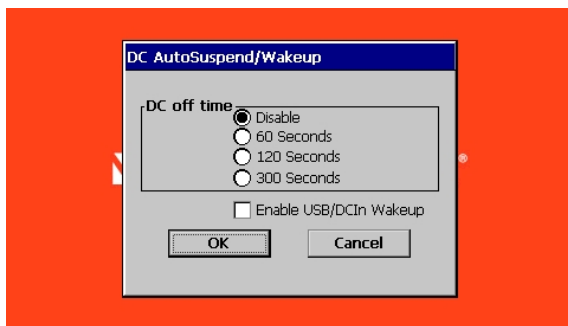 DC AutoSuspend/Wakeup
DC off time
Disable
60 Seconds
120 Seconds
300 Seconds
Enable USB/DCIn Wakeup
OK
Cancel
®